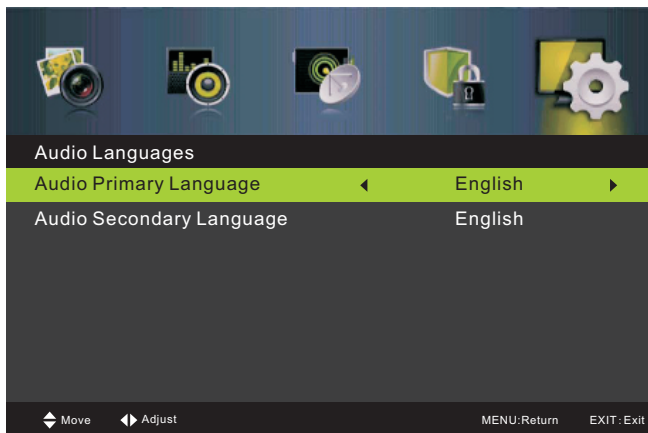 Audio Languages
Audio Primary Language English
Audio Secondary Language English
Move Adjust MENU:Return EXIT:Exit